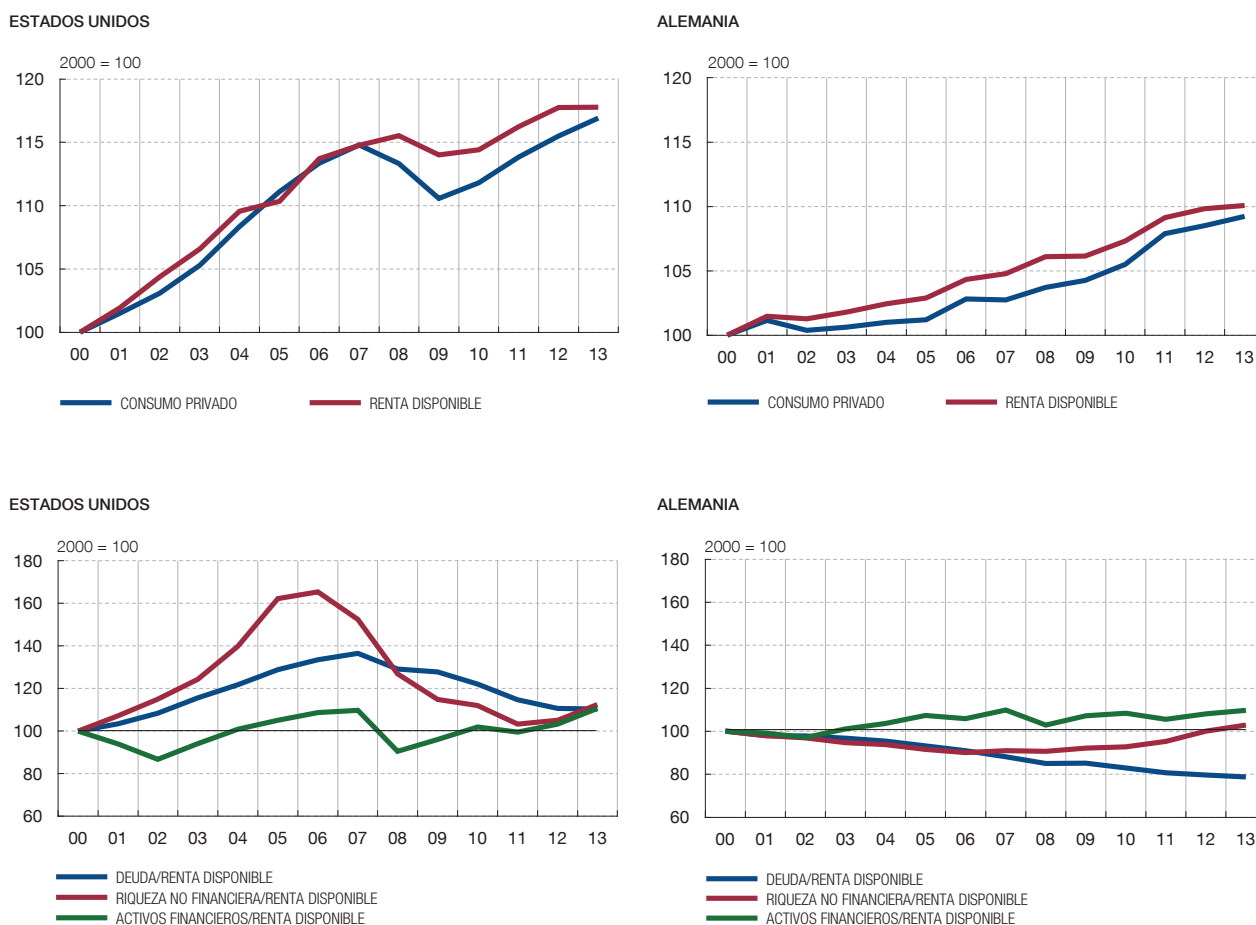 ESTADOS UNIDOS
2000 = 100
120
115
110
105
100
00 01 02 03 04 05 06 07 08 09 10 11 12 13
CONSUMO PRIVADO RENTA DISPONIBLE
ALEMANIA
2000 = 100
120
115
110
105
100
00 01 02 03 04 05 06 07 08 09 10 11 12 13
CONSUMO PRIVADO RENTA DISPONIBLE
ESTADOS UNIDOS
2000 = 100
180
160
140
120
100
80
60
00 01 02 03 04 05 06 07 08 09 10 11 12 13
DEUDA/RENTA DISPONIBLE
RIQUEZA NO FINANCIERA/RENTA DISPONIBLE
ACTIVOS FINANCIEROS/RENTA DISPONIBLE
ALEMANIA
2000 = 100
180
160
140
120
100
80
60
00 01 02 03 04 05 06 07 08 09 10 11 12 13
DEUDA/RENTA DISPONIBLE
RIQUEZA NO FINANCIERA/RENTA DISPONIBLE
ACTIVOS FINANCIEROS/RENTA DISPONIBLE